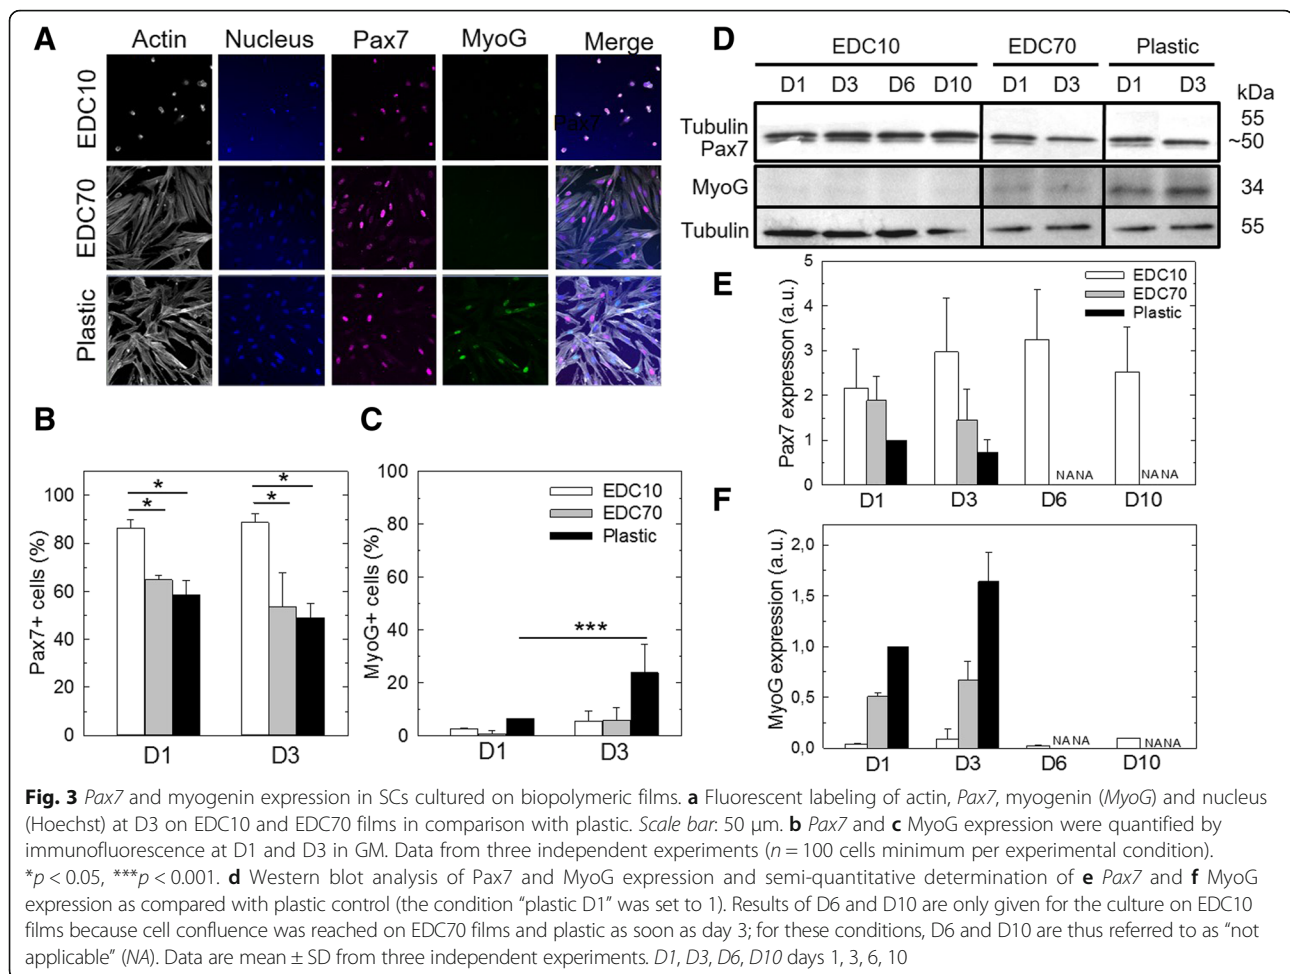 A
Actin Nucleus Pax7 MyoG Merge
EDC10
Pax7
EDC70
Plastic
B
Pax7+ cells (%)
100
80
60
40
20
0
* * * *
D1 D3
C
MyoG+ cells (%)
100
80
60
40
20
0
EDC10
EDC70
Plastic
***
D1 D3
D
EDC10 EDC70 Plastic
D1 D3 D6 D10 D1 D3 D1 D3
kDa
Tubulin 55
Pax7 ~50
MyoG 34
Tubulin 55
E
Pax7 expresson (a.u.)
5
4
3
2
1
0
EDC10
EDC70
Plastic
NA NA NA NA
D1 D3 D6 D10
F
MyoG expression (a.u.)
2,0
1,5
1,0
0,5
0,0
NA NA NA NA
D1 D3 D6 D10
Fig. 3 Pax7 and myogenin expression in SCs cultured on biopolymeric films. a Fluorescent labeling of actin, Pax7, myogenin (MyoG) and nucleus
(Hoechst) at D3 on EDC10 and EDC70 films in comparison with plastic. Scale bar: 50 μm. b Pax7 and c MyoG expression were quantified by
immunofluorescence at D1 and D3 in GM. Data from three independent experiments (n = 100 cells minimum per experimental condition).
*p < 0.05, ***p < 0.001. d Western blot analysis of Pax7 and MyoG expression and semi-quantitative determination of e Pax7 and f MyoG
expression as compared with plastic control (the condition “plastic D1” was set to 1). Results of D6 and D10 are only given for the culture on EDC10
films because cell confluence was reached on EDC70 films and plastic as soon as day 3; for these conditions, D6 and D10 are thus referred to as “not
applicable” (NA). Data are mean ± SD from three independent experiments. D1, D3, D6, D10 days 1, 3, 6, 10